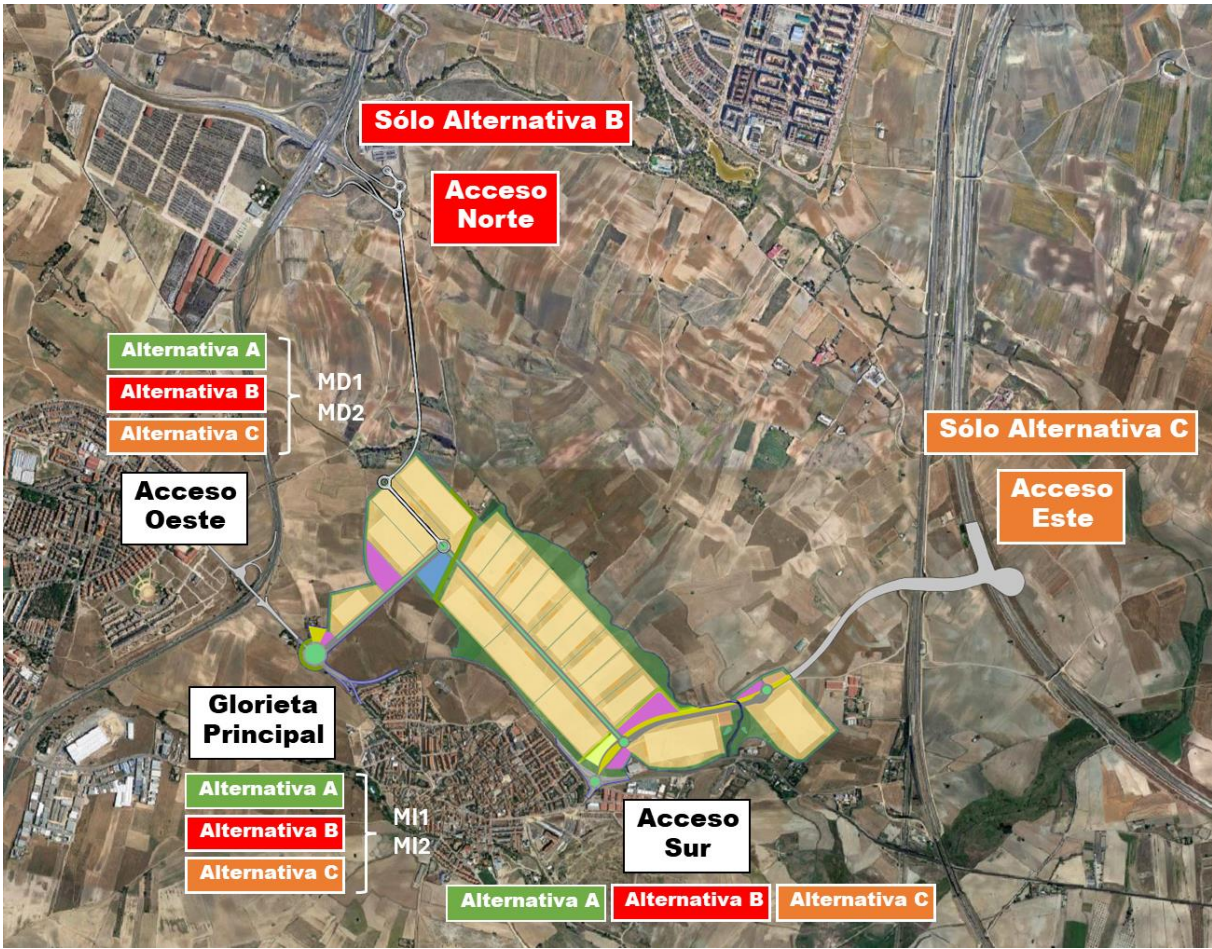 Sólo Alternativa B
Acceso
Norte
Alternativa A
Alternativa B
Alternativa C
MD1
MD2
Acceso
Oeste
Sólo Alternativa C
Acceso
Este
Glorieta
Principal
Alternativa A
Alternativa B
Alternativa C
MI1
MI2
Acceso
Sur
Alternativa A
Alternativa B
Alternativa C